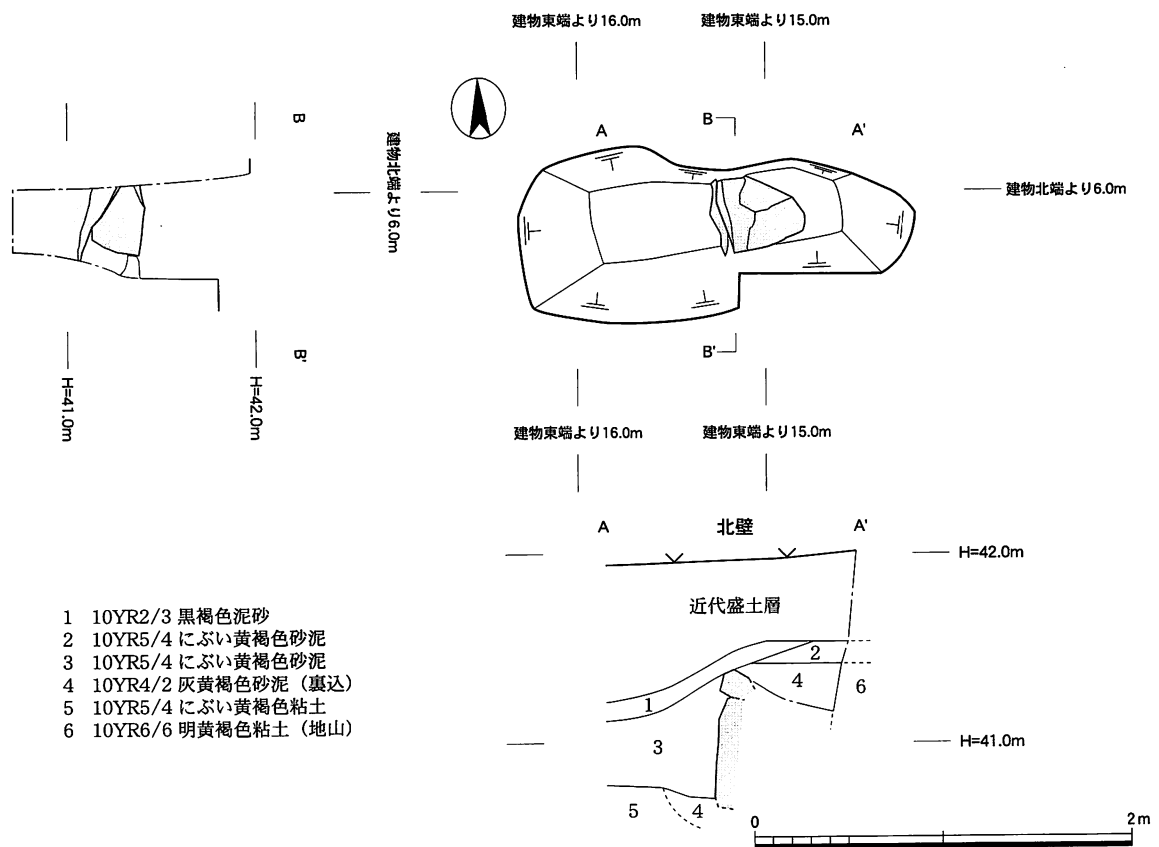 建物東端より16.0m
建物東端より15.0m
B
建物北端より6.0m
A
B
A'
建物北端より6.0m
B'
B'
H=41.0m
H=42.0m
建物東端より16.0m
建物東端より15.0m
A
北壁
A'
H=42.0m
近代盛土層
2
4
6
1
3
H=41.0m
5
4
0
2m
1 10YR2/3 黒褐色泥砂
2 10YR5/4 にぶい黄褐色砂泥
3 10YR5/4 にぶい黄褐色砂泥
4 10YR4/2 灰黄褐色砂泥（裏込）
5 10YR5/4 にぶい黄褐色粘土
6 10YR6/6 明黄褐色粘土（地山）